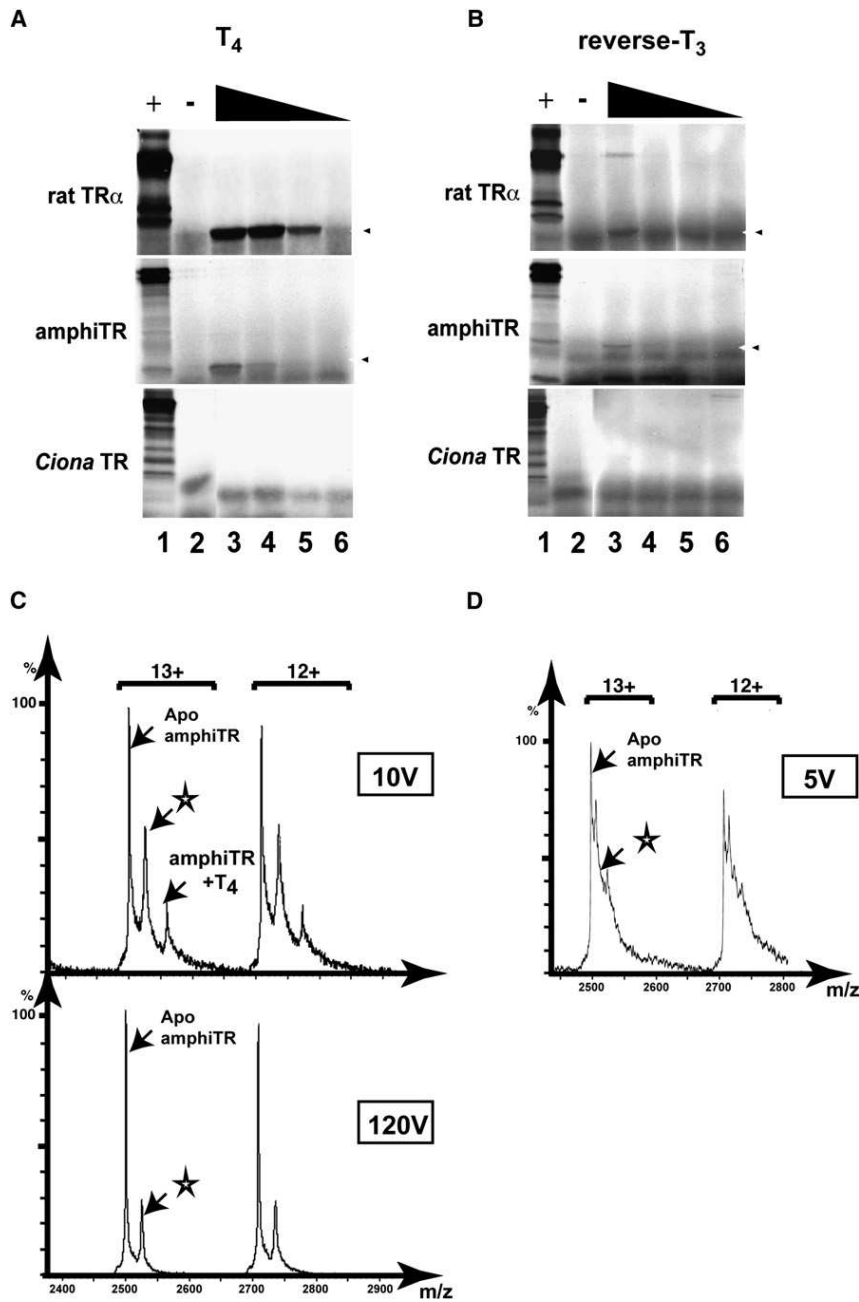 A
T4
+ -
rat TRα
amphiTR
Ciona TR
1 2 3 4 5 6
B
reverse-T3
+ -
rat TRα
amphiTR
Ciona TR
1 2 3 4 5 6
C
%
100
13+
12+
Apo
amphiTR
amphiTR
+T4
10V
m/z
%
100
Apo
amphiTR
120V
2400 2500 2600 2700 2800 2900
m/z
D
%
100
13+
12+
Apo
amphiTR
5V
2500 2600 2700 2800
m/z